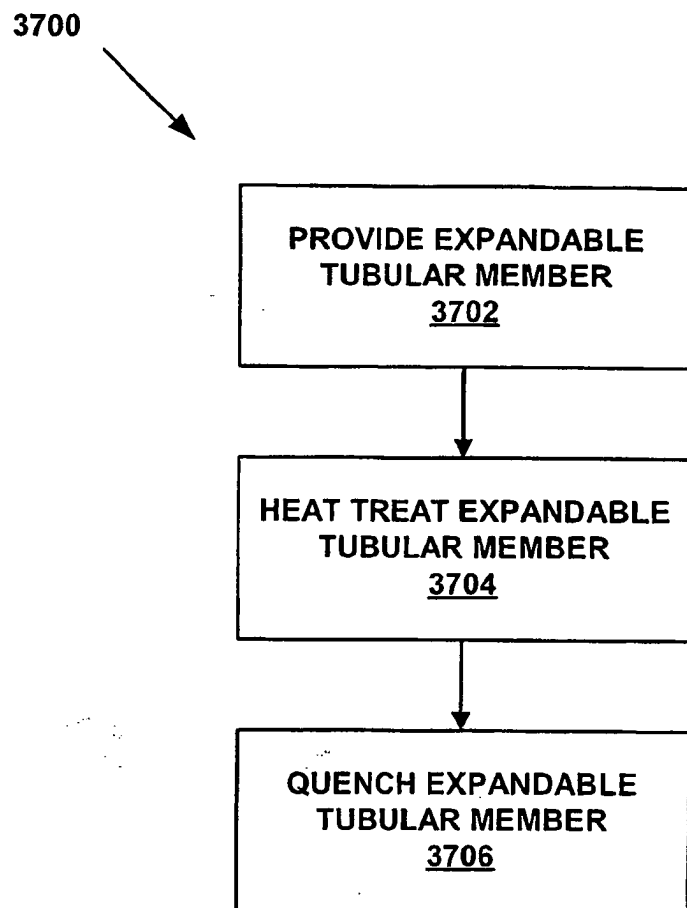 3700
PROVIDE EXPANDABLE
TUBULAR MEMBER
3702
HEAT TREAT EXPANDABLE
TUBULAR MEMBER
3704
QUENCH EXPANDABLE
TUBULAR MEMBER
3706